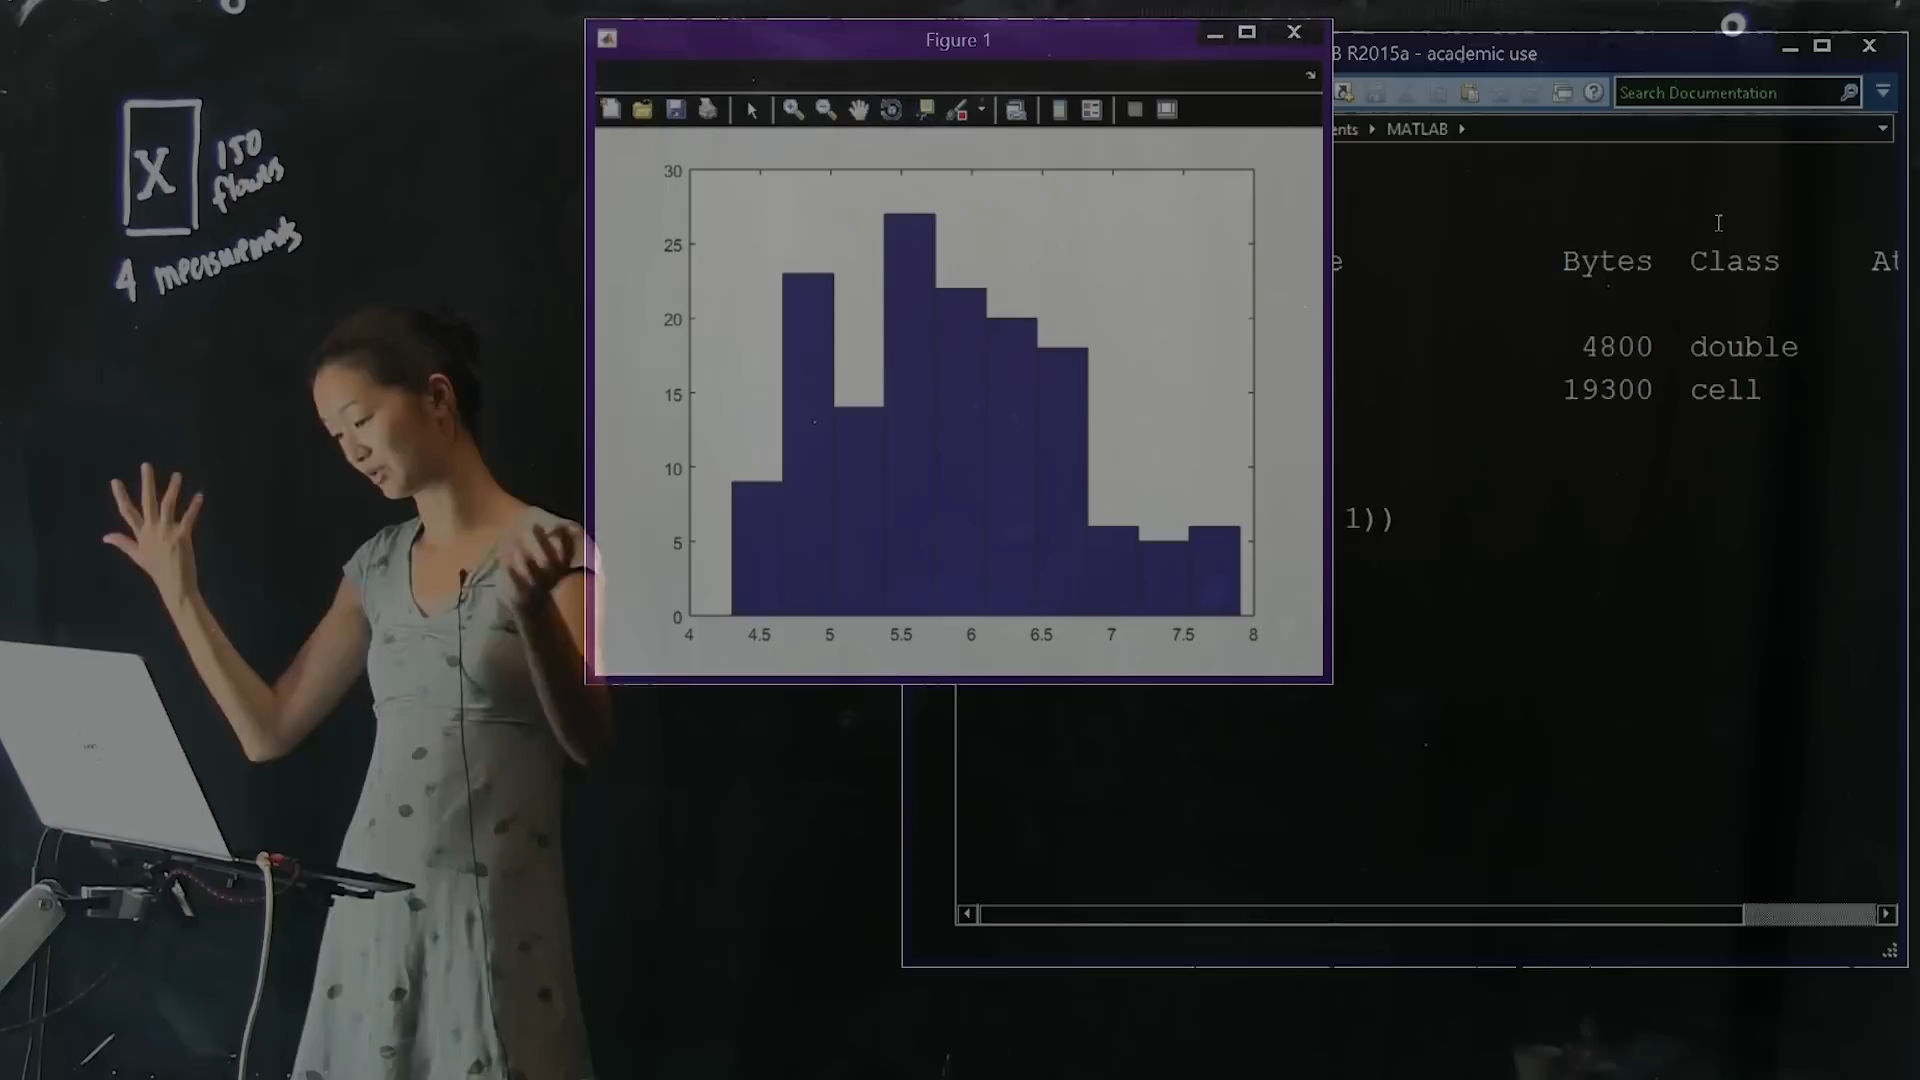 X
150
flowers
4 measurements
Figure 1
30
25
20
15
10
5
0
4 4.5 5 5.5 6 6.5 7 7.5 8
B R2015a - academic use
Search Documentation
ents MATLAB
e Bytes Class At
4800 double
19300 cell
1))